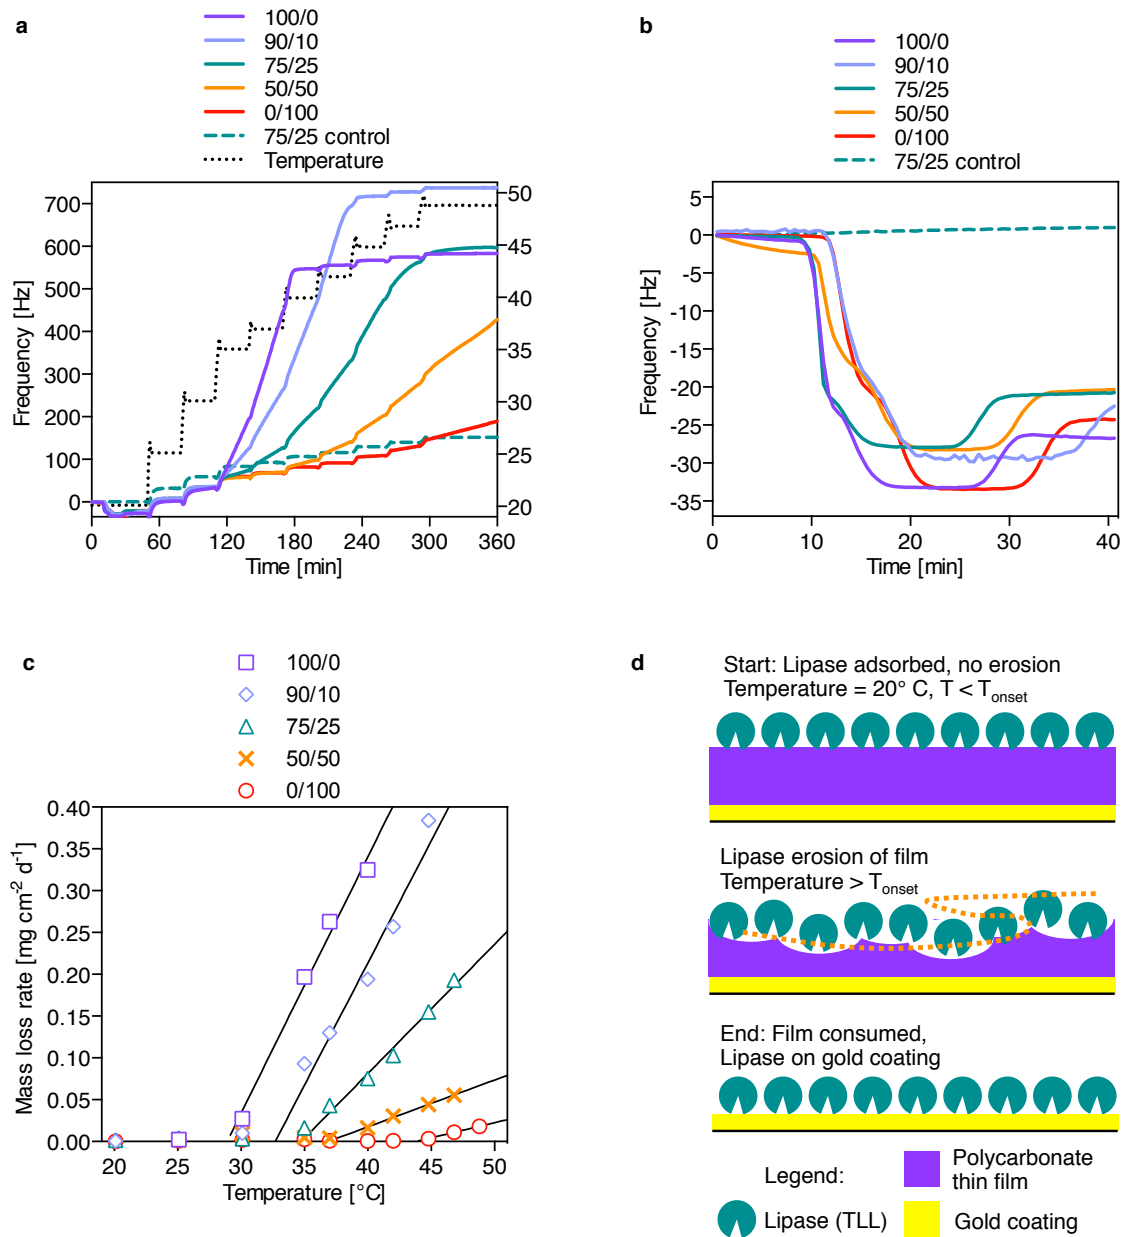 a
100/0
90/10
75/25
50/50
0/100
75/25 control
Temperature
700
600
500
400
300
200
100
0
Frequency [Hz]
50
45
40
35
30
25
20
0
60
120
180
240
300
360
Time [min]
b
100/0
90/10
75/25
50/50
0/100
75/25 control
5
0
-5
-10
-15
-20
-25
-30
-35
Frequency [Hz]
0
10
20
30
40
Time [min]
c
100/0
90/10
75/25
50/50
0/100
0.40
0.35
0.30
0.25
0.20
0.15
0.10
0.05
0.00
Mass loss rate [mg cm-2 d-1]
20
25
30
35
40
45
50
Temperature [°C]
d
Start: Lipase adsorbed, no erosion
Temperature = 20° C, T < Tonset
Lipase erosion of film
Temperature > Tonset
End: Film consumed,
Lipase on gold coating
Legend:
Polycarbonate
thin film
Lipase (TLL)
Gold coating